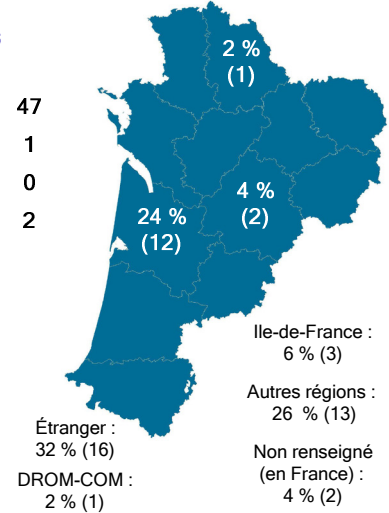 2 %
(1)
47
1
0
2
4 %
(2)
24 %
(12)
Ile-de-France :
6 % (3)
Autres régions :
26 % (13)
Étranger :
32 % (16)
Non renseigné
(en France) :
4 % (2)
DROM-COM :
2 % (1)